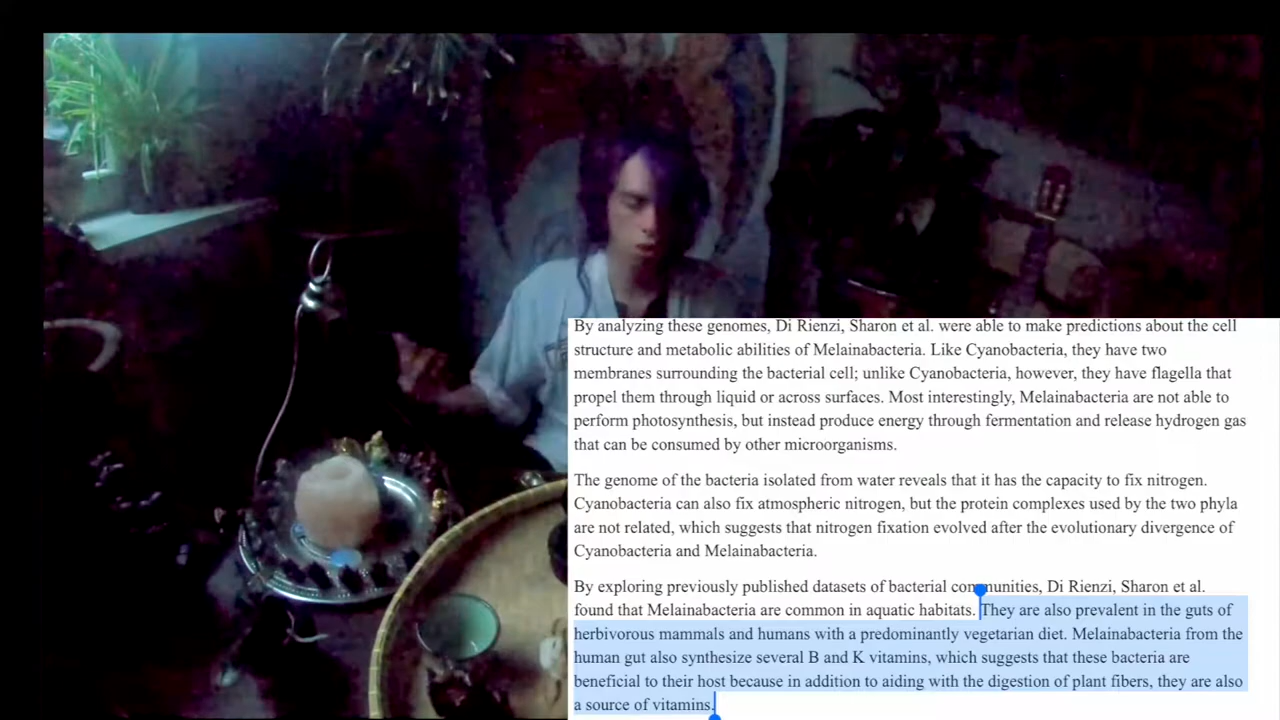 By analyzing these genomes, Di Rienzi, Sharon et al. were able to make predictions about the cell
structure and metabolic abilities of Melainabacteria. Like Cyanobacteria, they have two
membranes surrounding the bacterial cell; unlike Cyanobacteria, however, they have flagella that
propel them through liquid or across surfaces. Most interestingly, Melainabacteria are not able to
perform photosynthesis, but instead produce energy through fermentation and release hydrogen gas
that can be consumed by other microorganisms.
The genome of the bacteria isolated from water reveals that it has the capacity to fix nitrogen.
Cyanobacteria can also fix atmospheric nitrogen, but the protein complexes used by the two phyla
are not related, which suggests that nitrogen fixation evolved after the evolutionary divergence of
Cyanobacteria and Melainabacteria.
By exploring previously published datasets of bacterial communities, Di Rienzi, Sharon et al.
found that Melainabacteria are common in aquatic habitats. They are also prevalent in the guts of
herbivorous mammals and humans with a predominantly vegetarian diet. Melainabacteria from the
human gut also synthesize several B and K vitamins, which suggests that these bacteria are
beneficial to their host because in addition to aiding with the digestion of plant fibers, they are also
a source of vitamins.